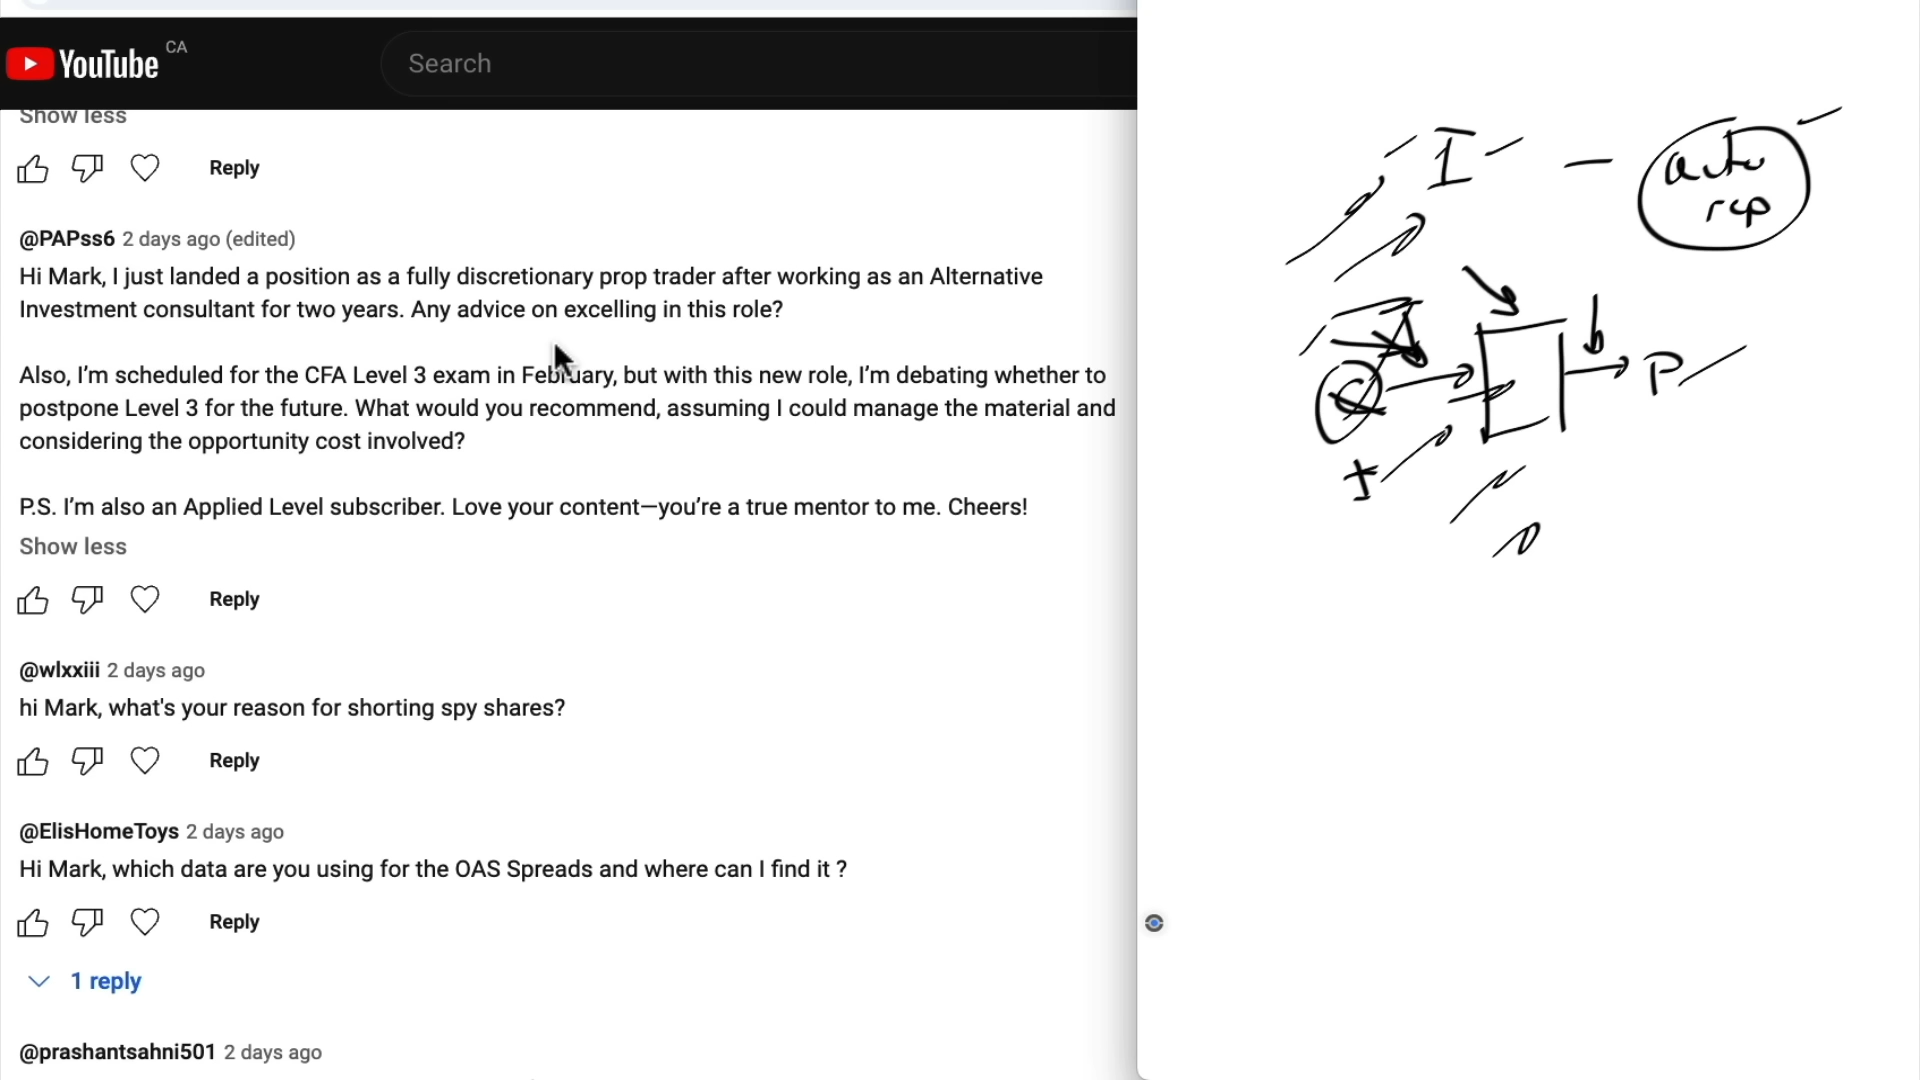 YouTube CA
Search
Show less
Reply
@PAPss6 2 days ago (edited)
Hi Mark, I just landed a position as a fully discretionary prop trader after working as an Alternative
Investment consultant for two years. Any advice on excelling in this role?
Also, I’m scheduled for the CFA Level 3 exam in February, but with this new role, I’m debating whether to
postpone Level 3 for the future. What would you recommend, assuming I could manage the material and
considering the opportunity cost involved?
P.S. I’m also an Applied Level subscriber. Love your content—you’re a true mentor to me. Cheers!
Show less
Reply
@wlxxiii 2 days ago
hi Mark, what's your reason for shorting spy shares?
Reply
@ElisHomeToys 2 days ago
Hi Mark, which data are you using for the OAS Spreads and where can I find it ?
Reply
1 reply
@prashantsahni501 2 days ago
I
auto
b
P